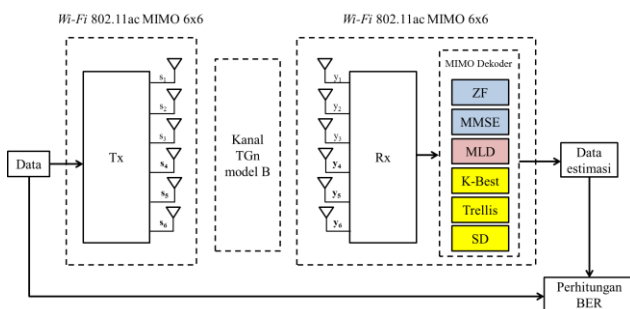 Wi-Fi 802.11ac MIMO 6x6
Wi-Fi 802.11ac MIMO 6x6
Data
Tx
s1
s2
s3
s4
s5
s6
Kanal
TGn
model B
y1
y2
y3
y4
y5
y6
Rx
MIMO Dekoder
ZF
MMSE
MLD
K-Best
Trellis
SD
Data
estimasi
Perhitungan
BER